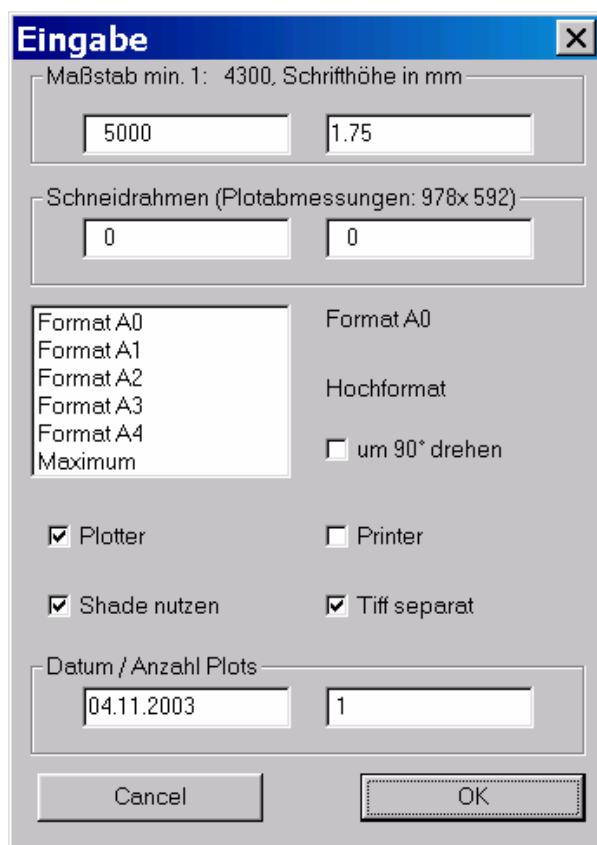 Eingabe
Maßstab min. 1: 4300, Schrifthöhe in mm
5000 1.75
Schneidrahmen (Plotabmessungen: 978x 592)
0 0
Format A0
Format A1
Format A2
Format A3
Format A4
Maximum
Format A0
Hochformat
um 90° drehen
Plotter Printer
Shade nutzen Tiff separat
Datum / Anzahl Plots
04.11.2003 1
Cancel OK